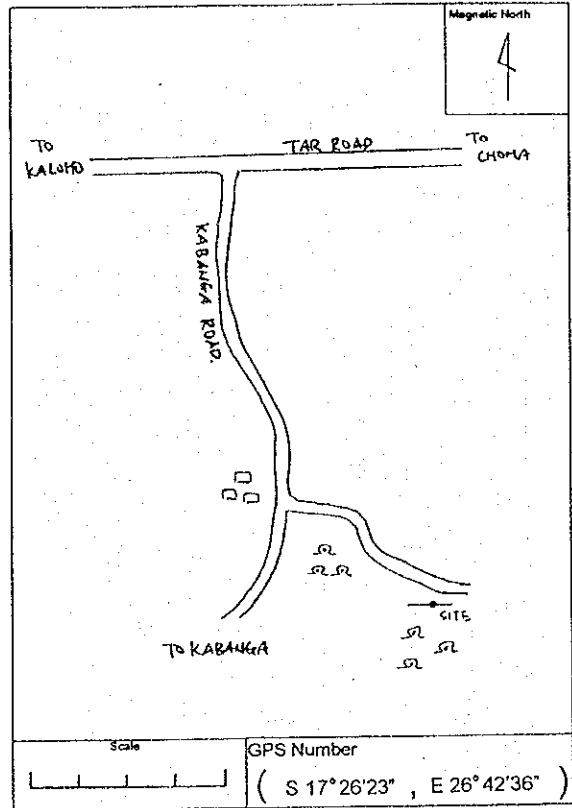 Magnetic North
TO
KALOMO
TAR ROAD
TO
CHOMA
KABANGA ROAD.
SITE
TO KABANGA
Scale
GPS Number
( S 17°26'23" , E 26°42'36" )